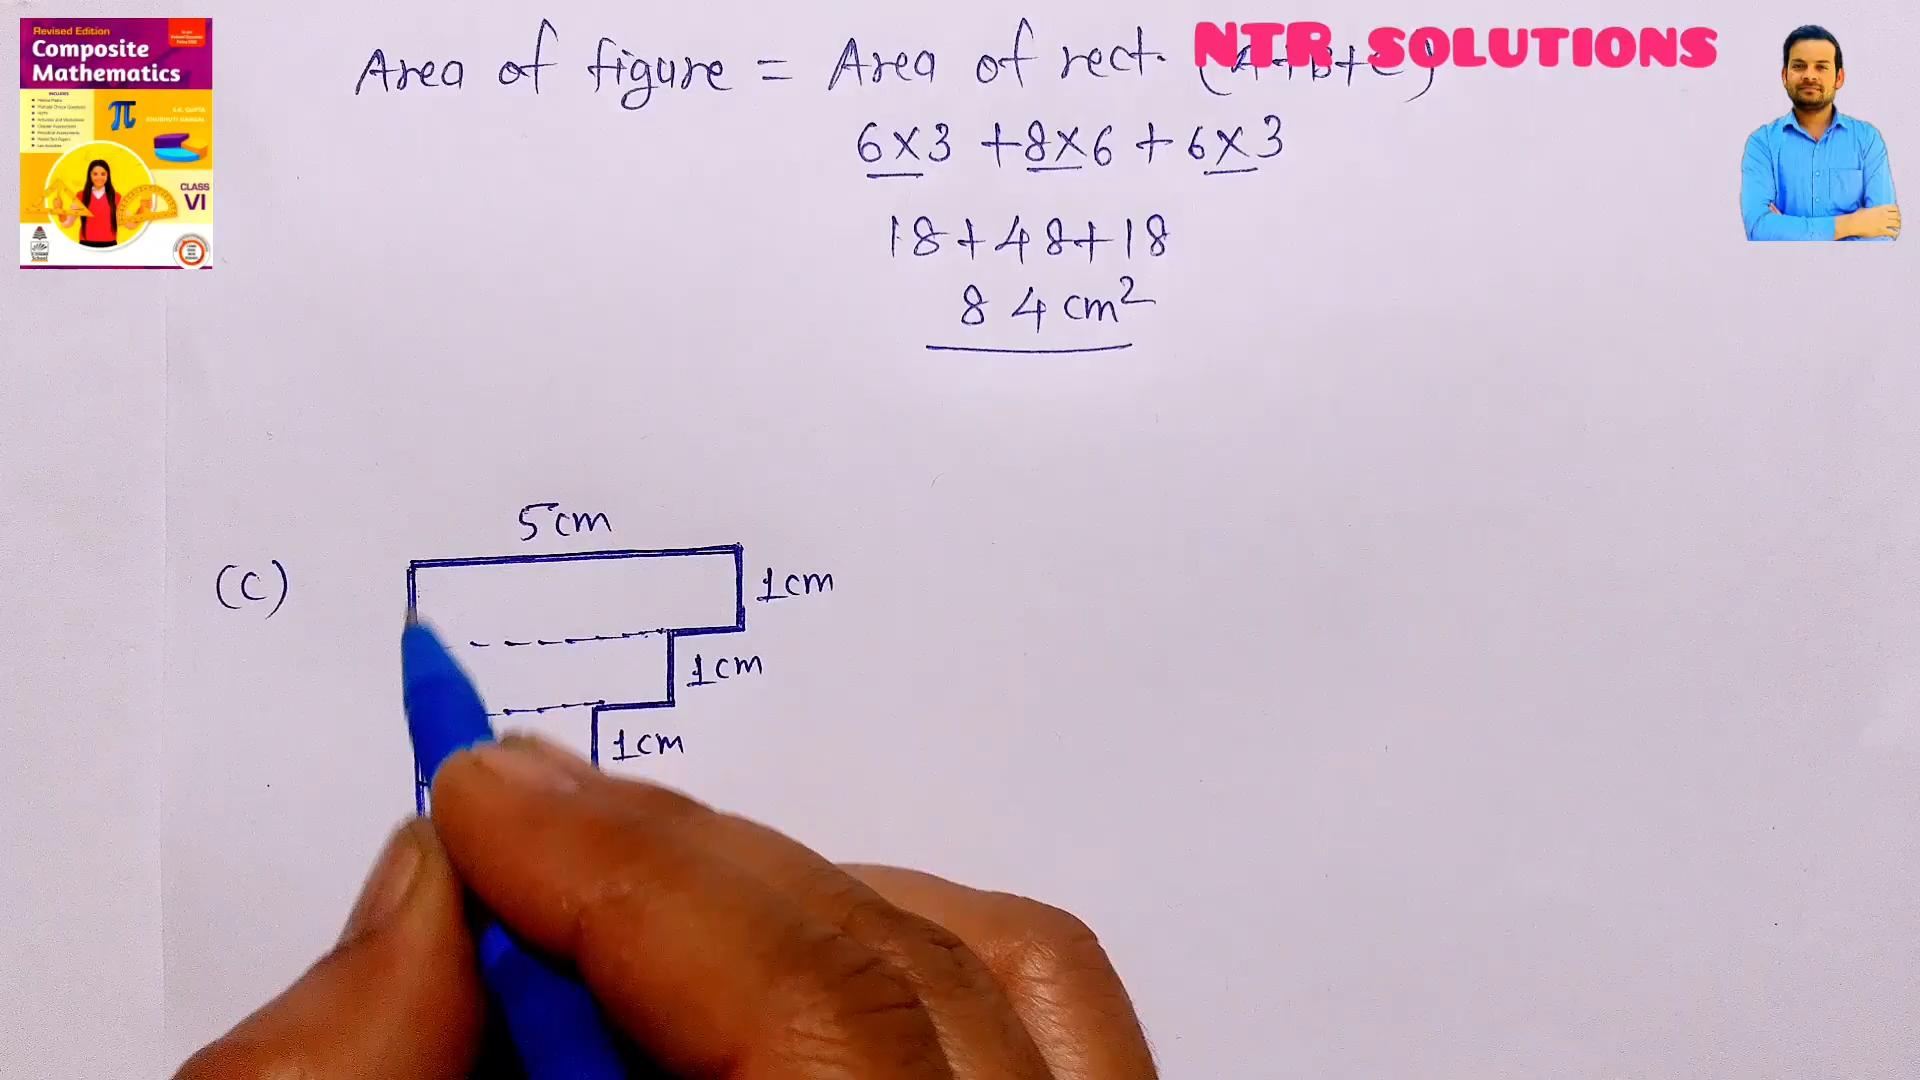 Revised Edition
Composite
Mathematics
INCLUDES
π
CLASS
VI
NTR SOLUTIONS
Area of figure = Area of rect. (A+B+C)
6×3 +8×6 + 6×3
18+48+18
84 cm²
5cm
(C)
1cm
1cm
1cm